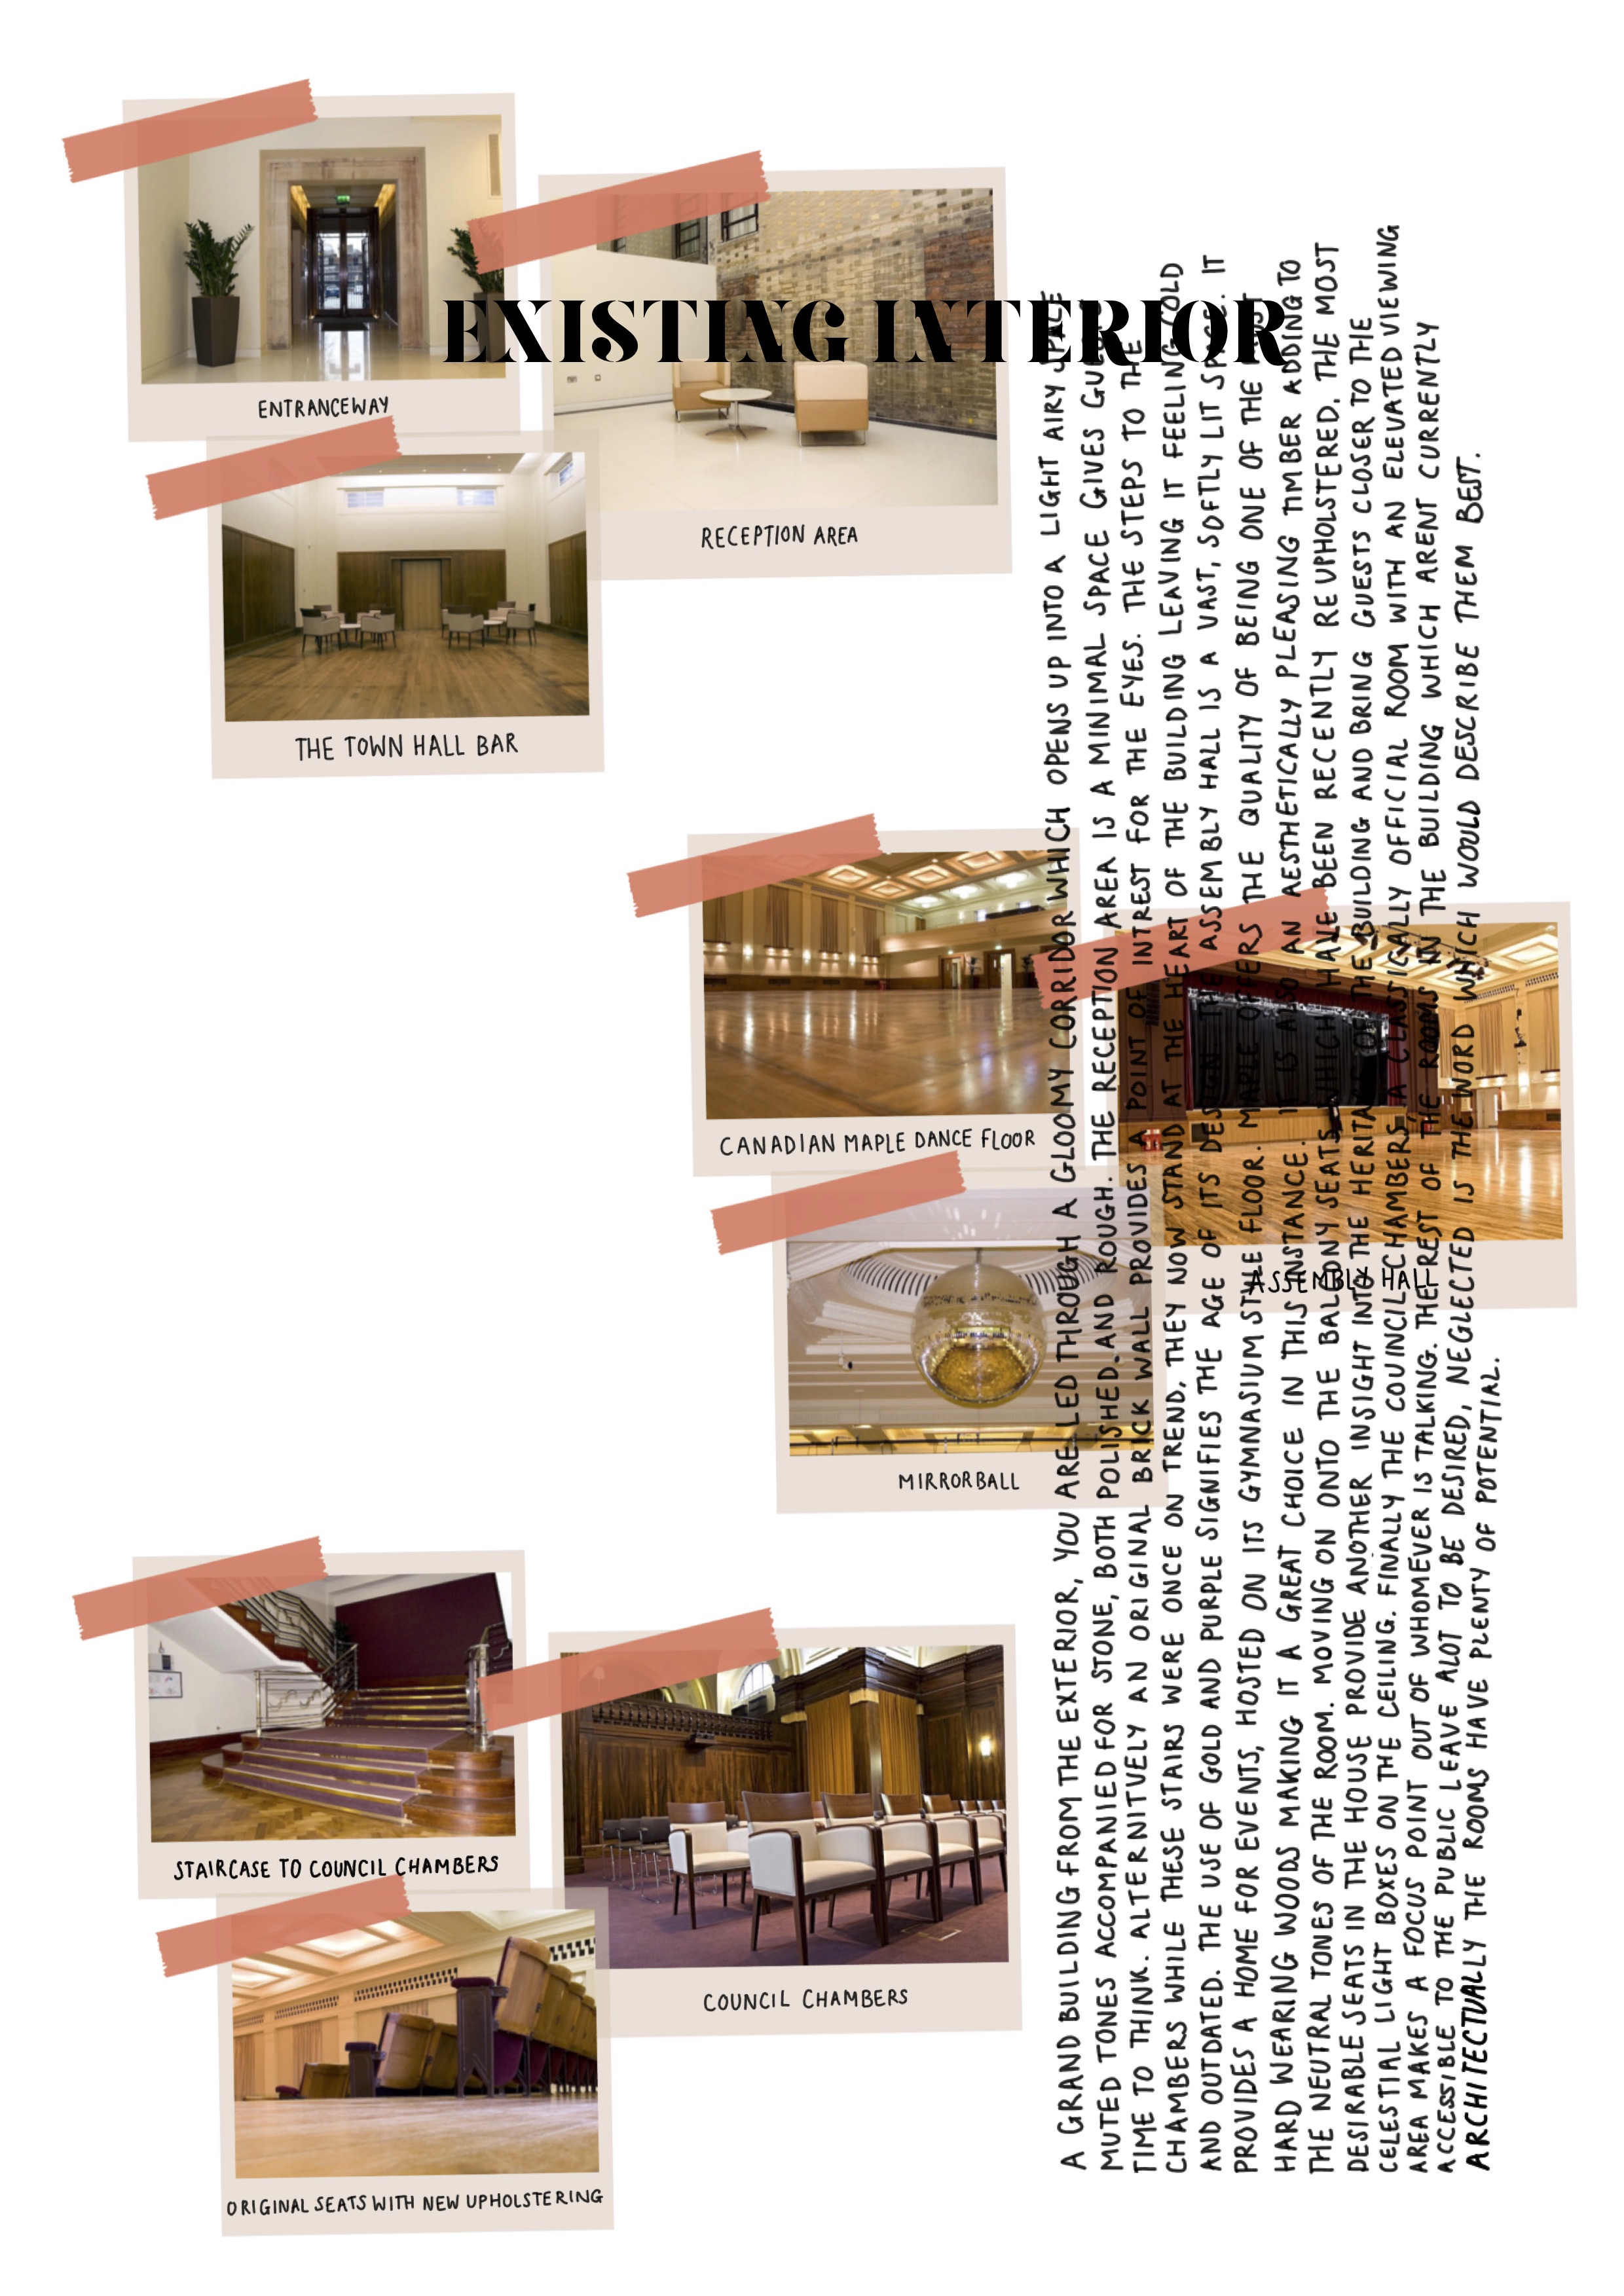 EXISTING INTERIOR
ENTRANCEWAY
RECEPTION AREA
THE TOWN HALL BAR
CANADIAN MAPLE DANCE FLOOR
ASSEMBLY HALL
MIRRORBALL
STAIRCASE TO COUNCIL CHAMBERS
COUNCIL CHAMBERS
ORIGINAL SEATS WITH NEW UPHOLSTERING
A GRAND BUILDING FROM THE EXTERIOR, YOU ARE LED THROUGH A GLOOMY CORRIDOR WHICH OPENS UP INTO A LIGHT AIRY SPACE
MUTED TONES ACCOMPANIED FOR STONE, BOTH POLISHED AND ROUGH. THE RECEPTION AREA IS A MINIMAL SPACE GIVES GUESTS
TIME TO THINK. ALTERNITIVELY AN ORIGINAL BRICK WALL PROVIDES A POINT OF INTREST FOR THE EYES. THE STEPS TO THE
CHAMBERS WHILE THESE STAIRS WERE ONCE ON TREND, THEY NOW STAND AT THE HEART OF THE BUILDING LEAVING IT FEELING COLD
AND OUTDATED. THE USE OF GOLD AND PURPLE SIGNIFIES THE AGE OF ITS DESIGN. THE ASSEMBLY HALL IS A VAST, SOFTLY LIT SPACE. IT
PROVIDES A HOME FOR EVENTS, HOSTED ON ITS GYMNASIUM STYLE FLOOR. MAPLE OFFERS THE QUALITY OF BEING ONE OF THE MOST
HARD WEARING WOODS MAKING IT A GREAT CHOICE IN THIS INSTANCE. IT IS ALSO AN AESTHETICALLY PLEASING TIMBER ADDING TO
THE NEUTRAL TONES OF THE ROOM. MOVING ON ONTO THE BALCONY SEATS WHICH HAVE BEEN RECENTLY RE UPHOLSTERED, THE MOST
DESIRABLE SEATS IN THE HOUSE PROVIDE ANOTHER INSIGHT INTO THE HERITAGE OF THE BUILDING AND BRING GUESTS CLOSER TO THE
CELESTIAL LIGHT BOXES ON THE CEILING. FINALLY THE COUINCIL CHAMBERS, A CLASSICALLY OFFICIAL ROOM WITH AN ELEVATED VIEWING
AREA MAKES A FOCUS POINT OUT OF WHOMEVER IS TALKING. THE REST OF THE ROOMS IN THE BUILDING WHICH ARENT CURRENTLY
ACCESSIBLE TO THE PUBLIC LEAVE ALOT TO BE DESIRED, NEGLECTED IS THE WORD WHICH WOULD DESCRIBE THEM BEST.
ARCHITECTUALLY THE ROOMS HAVE PLENTY OF POTENTIAL.